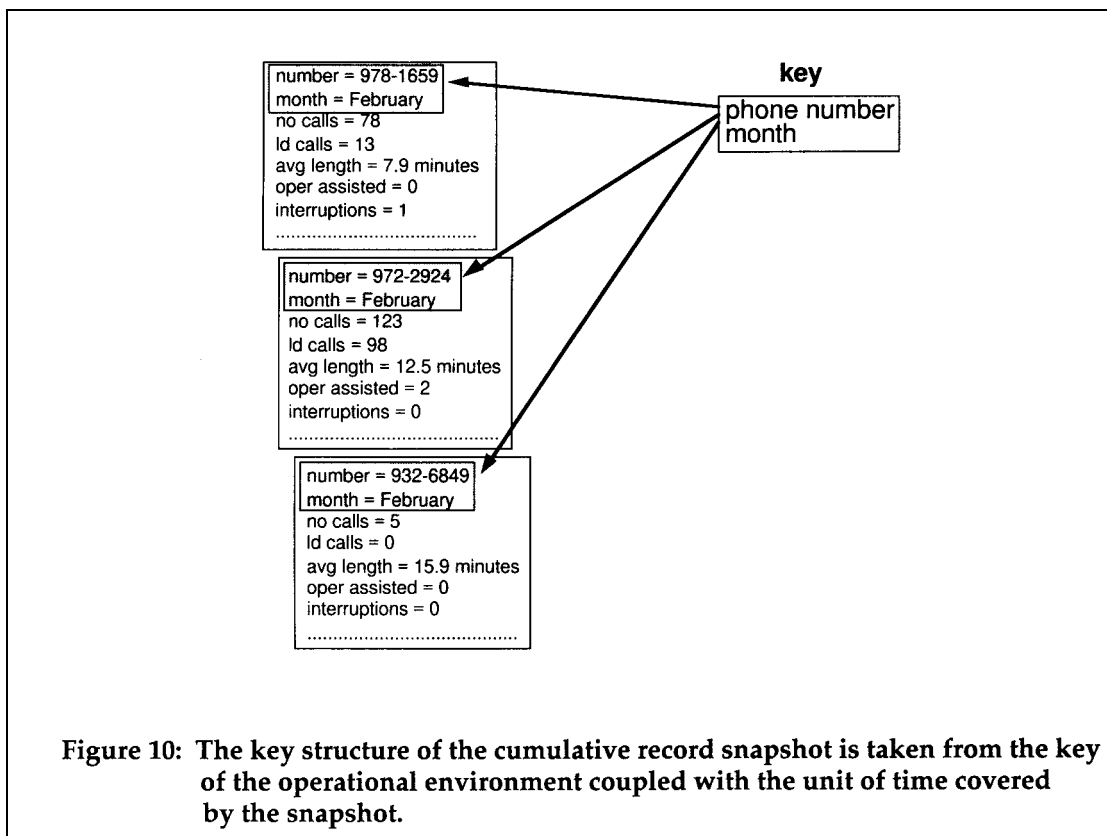 number = 978-1659
month = February
no calls = 78
ld calls = 13
avg length = 7.9 minutes
oper assisted = 0
interruptions = 1
........................................
key
phone number
month
number = 972-2924
month = February
no calls = 123
ld calls = 98
avg length = 12.5 minutes
oper assisted = 2
interruptions = 0
........................................
number = 932-6849
month = February
no calls = 5
ld calls = 0
avg length = 15.9 minutes
oper assisted = 0
interruptions = 0
........................................
Figure 10: The key structure of the cumulative record snapshot is taken from the key
of the operational environment coupled with the unit of time covered
by the snapshot.